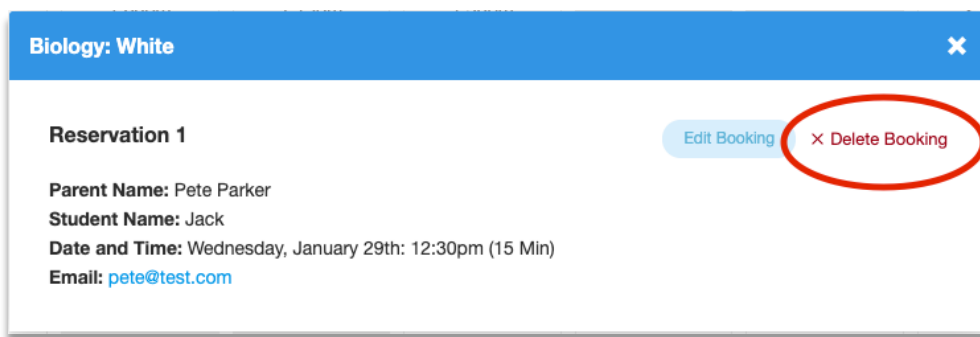 Biology: White
Reservation 1
Edit Booking
× Delete Booking
Parent Name: Pete Parker
Student Name: Jack
Date and Time: Wednesday, January 29th: 12:30pm (15 Min)
Email: pete@test.com